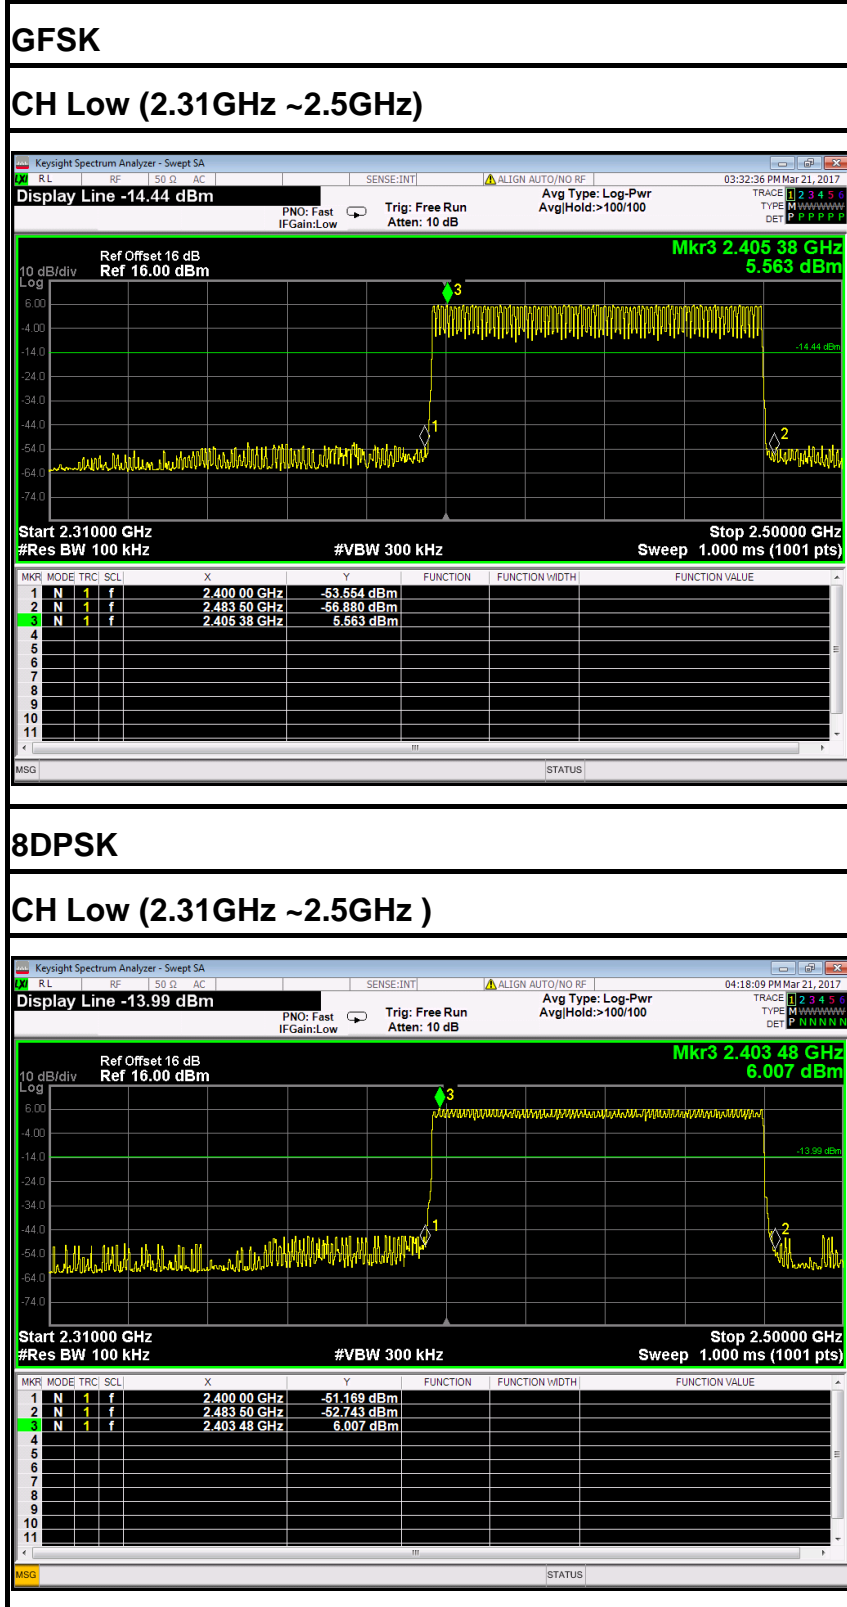 GFSK
CH Low (2.31GHz ~2.5GHz)
Keysight Spectrum Analyzer - Swept SA
LXI RL RF 50 Ω AC SENSE:INT ALIGN AUTO/NO RF 03:32:36 PM Mar 21, 2017
Display Line -14.44 dBm Avg Type: Log-Pwr TRACE 1 2 3 4 5 6
PNO: Fast Trig: Free Run Avg|Hold:>100/100 TYPE M WWWWW
IFGain:Low Atten: 10 dB DET P P P P P P
Mkr3 2.405 38 GHz
Ref Offset 16 dB 5.563 dBm
10 dB/div Ref 16.00 dBm
Log
3
6.00
-4.00
-14.0 -14.44 dBm
-24.0
-34.0
-44.0 1 2
-54.0
-64.0
-74.0
Start 2.31000 GHz Stop 2.50000 GHz
#Res BW 100 kHz #VBW 300 kHz Sweep 1.000 ms (1001 pts)
MKR MODE TRC SCL X Y FUNCTION FUNCTION WIDTH FUNCTION VALUE
1 N 1 f 2.400 00 GHz -53.554 dBm
2 N 1 f 2.483 50 GHz -56.880 dBm
3 N 1 f 2.405 38 GHz 5.563 dBm
4
5
6
7
8
9
10
11
MSG STATUS
8DPSK
CH Low (2.31GHz ~2.5GHz )
Keysight Spectrum Analyzer - Swept SA
LXI RL RF 50 Ω AC SENSE:INT ALIGN AUTO/NO RF 04:18:09 PM Mar 21, 2017
Display Line -13.99 dBm Avg Type: Log-Pwr TRACE 1 2 3 4 5 6
PNO: Fast Trig: Free Run Avg|Hold:>100/100 TYPE M WWWWW
IFGain:Low Atten: 10 dB DET P N N N N N
Mkr3 2.403 48 GHz
Ref Offset 16 dB 6.007 dBm
10 dB/div Ref 16.00 dBm
Log
3
6.00
-4.00
-14.0 -13.99 dBm
-24.0
-34.0
-44.0 1 2
-54.0
-64.0
-74.0
Start 2.31000 GHz Stop 2.50000 GHz
#Res BW 100 kHz #VBW 300 kHz Sweep 1.000 ms (1001 pts)
MKR MODE TRC SCL X Y FUNCTION FUNCTION WIDTH FUNCTION VALUE
1 N 1 f 2.400 00 GHz -51.169 dBm
2 N 1 f 2.483 50 GHz -52.743 dBm
3 N 1 f 2.403 48 GHz 6.007 dBm
4
5
6
7
8
9
10
11
MSG STATUS